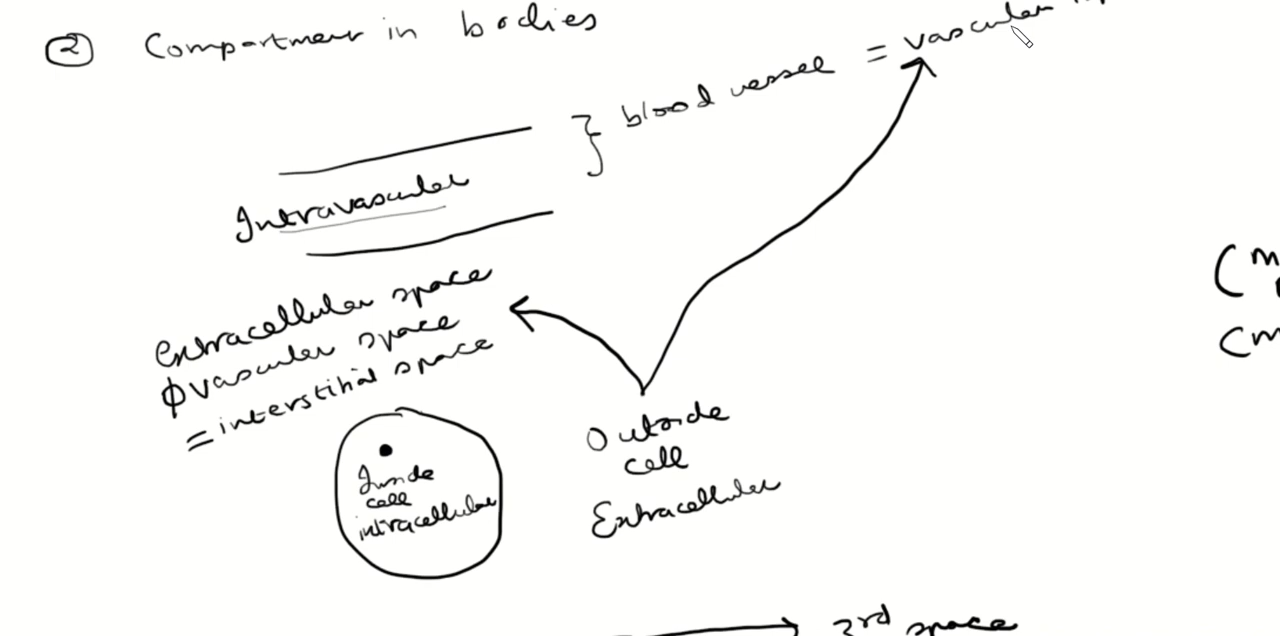 ② Compartment in bodies
} blood vessel = vascular
Intravascular
extracellular space
ϕ vascular space
= interstitial space
Outside
cell
Extracellular
Inside
cell
intracellular
(m
(m
3rd space